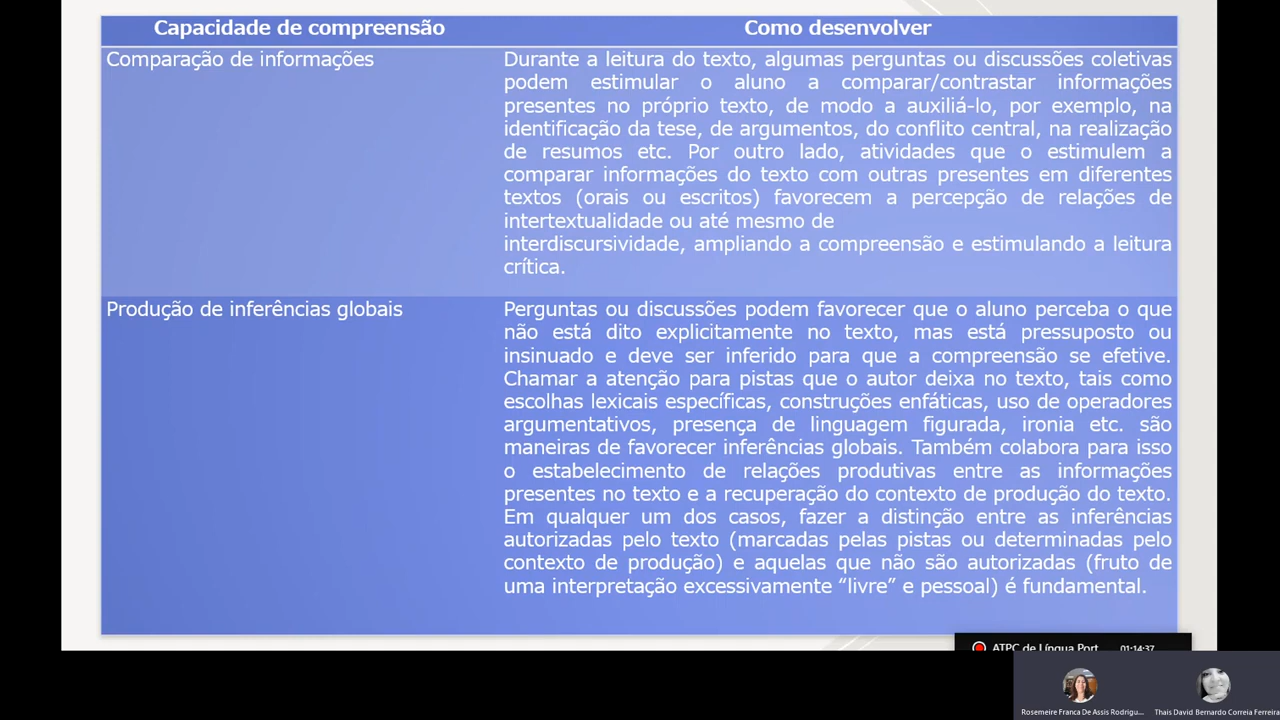 Capacidade de compreensão
Como desenvolver
Comparação de informações
Durante a leitura do texto, algumas perguntas ou discussões coletivas
podem estimular o aluno a comparar/contrastar informações
presentes no próprio texto, de modo a auxiliá-lo, por exemplo, na
identificação da tese, de argumentos, do conflito central, na realização
de resumos etc. Por outro lado, atividades que o estimulem a
comparar informações do texto com outras presentes em diferentes
textos (orais ou escritos) favorecem a percepção de relações de
intertextualidade ou até mesmo de
interdiscursividade, ampliando a compreensão e estimulando a leitura
crítica.
Produção de inferências globais
Perguntas ou discussões podem favorecer que o aluno perceba o que
não está dito explicitamente no texto, mas está pressuposto ou
insinuado e deve ser inferido para que a compreensão se efetive.
Chamar a atenção para pistas que o autor deixa no texto, tais como
escolhas lexicais específicas, construções enfáticas, uso de operadores
argumentativos, presença de linguagem figurada, ironia etc. são
maneiras de favorecer inferências globais. Também colabora para isso
o estabelecimento de relações produtivas entre as informações
presentes no texto e a recuperação do contexto de produção do texto.
Em qualquer um dos casos, fazer a distinção entre as inferências
autorizadas pelo texto (marcadas pelas pistas ou determinadas pelo
contexto de produção) e aquelas que não são autorizadas (fruto de
uma interpretação excessivamente “livre” e pessoal) é fundamental.
ATPC de Língua Port
01:14:37
Rosemeire Franca De Assis Rodrigu...
Thais David Bernardo Correia Ferreira